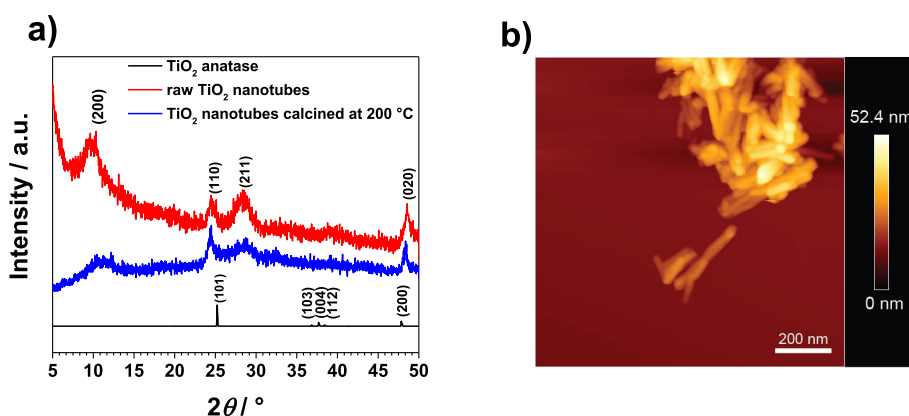 a)
TiO₂ anatase
raw TiO₂ nanotubes
TiO₂ nanotubes calcined at 200 °C
(200)
(110)
(211)
(020)
(101)
(103)
(004)
(112)
(200)
Intensity / a.u.
5 10 15 20 25 30 35 40 45 50
2θ / °
b)
52.4 nm
0 nm
200 nm